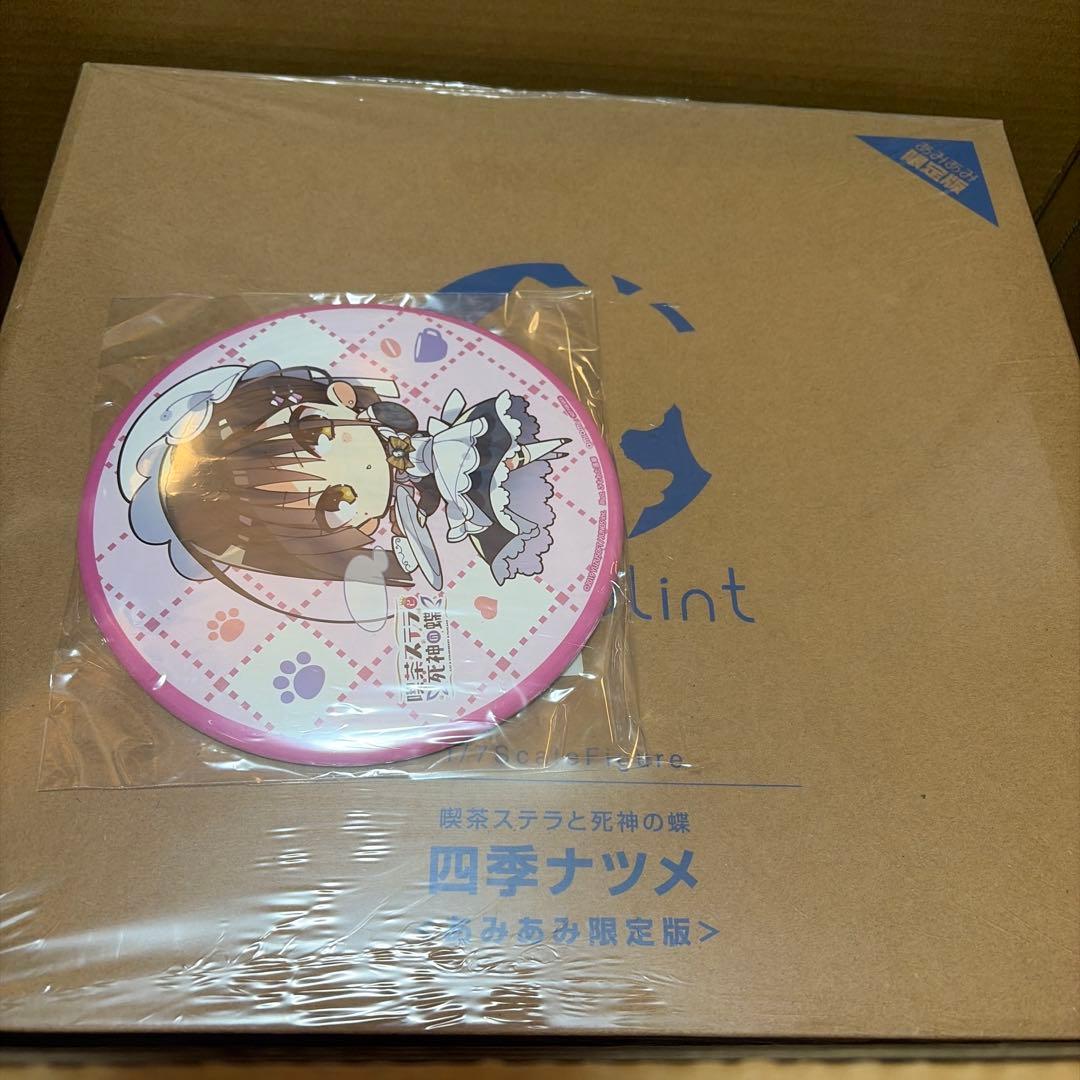 あみあみ
限定版
lint
1/7ScaleFigure
喫茶ステラと死神の蝶
四季ナツメ
<あみあみ限定版>
喫茶ステラと
死神の蝶